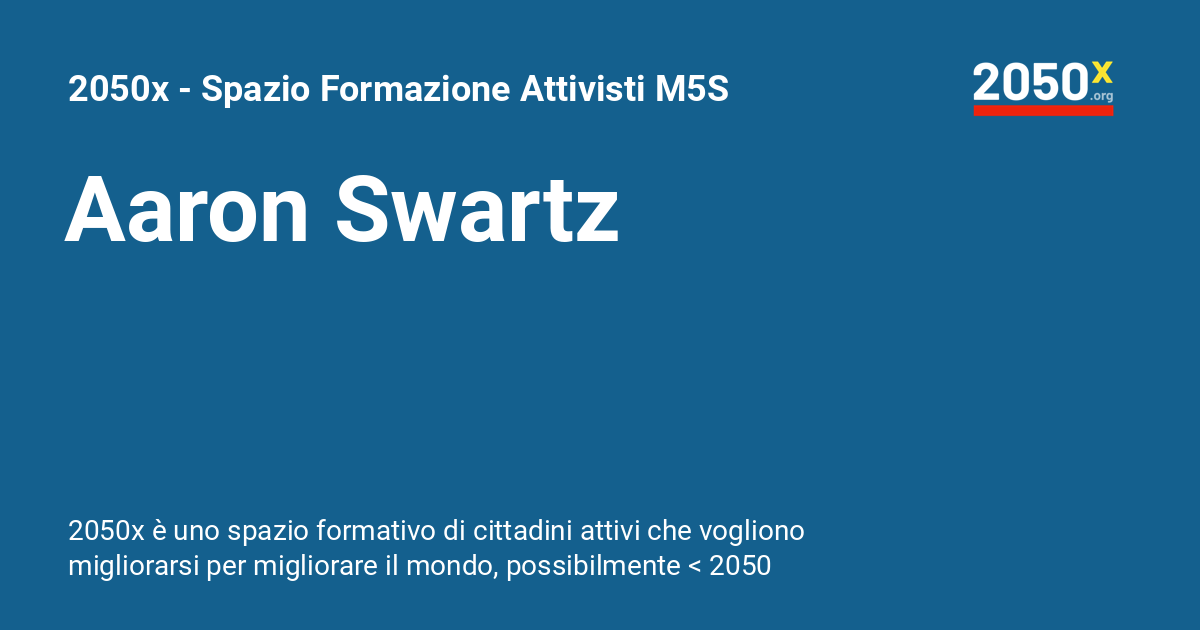 2050x - Spazio Formazione Attivisti M5S
2050x
.org
Aaron Swartz
2050x è uno spazio formativo di cittadini attivi che vogliono
migliorarsi per migliorare il mondo, possibilmente < 2050